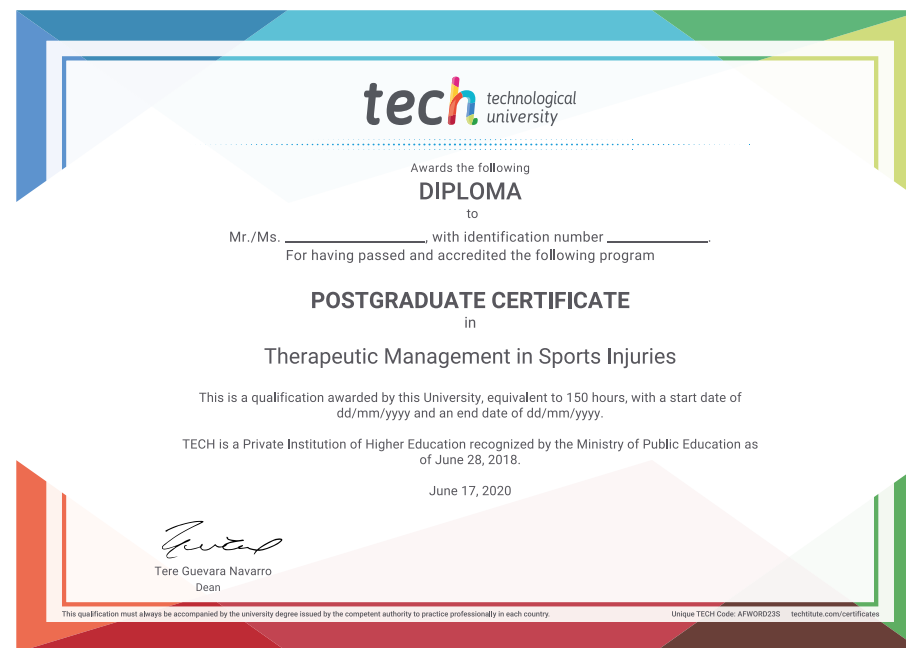 tech technological
university
Awards the following
DIPLOMA
to
Mr./Ms. ____________, with identification number ____________.
For having passed and accredited the following program
POSTGRADUATE CERTIFICATE
in
Therapeutic Management in Sports Injuries
This is a qualification awarded by this University, equivalent to 150 hours, with a start date of
dd/mm/yyyy and an end date of dd/mm/yyyy.
TECH is a Private Institution of Higher Education recognized by the Ministry of Public Education as
of June 28, 2018.
June 17, 2020
Tere Guevara Navarro
Dean
This qualification must always be accompanied by the university degree issued by the competent authority to practice professionally in each country.
Unique TECH Code: AFWORD23S techtitute.com/certificates